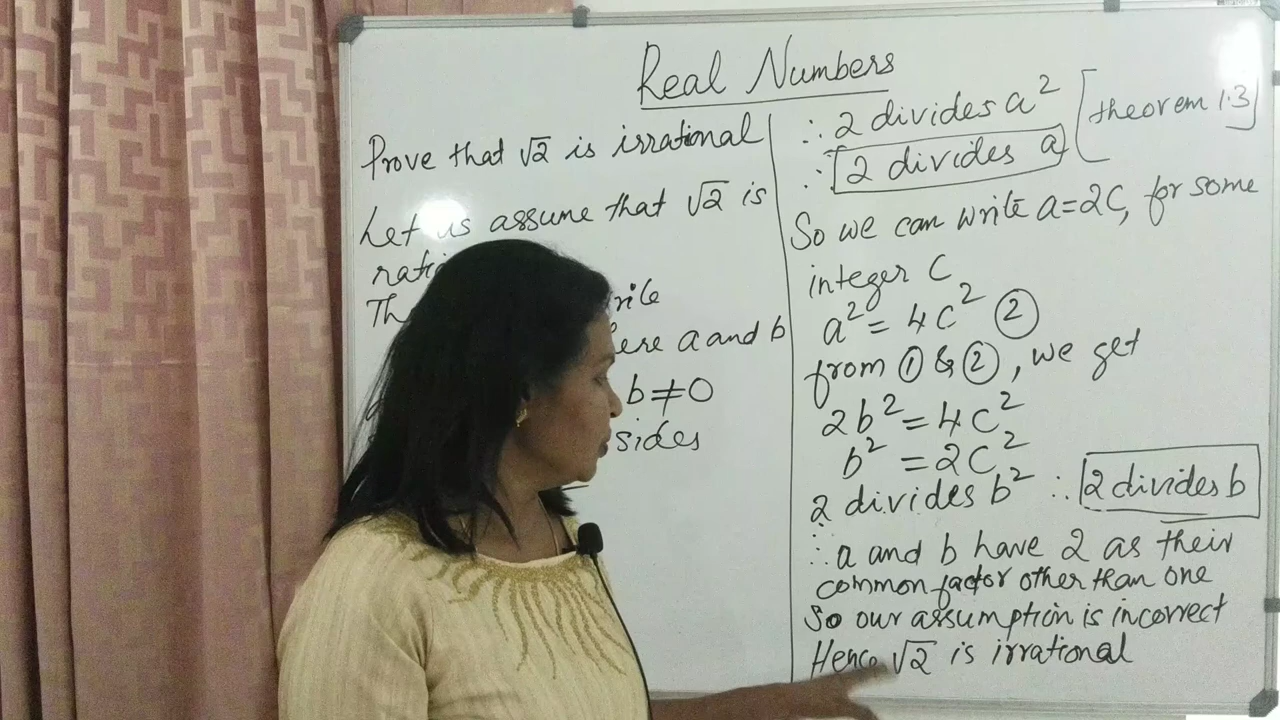 Real Numbers
Prove that √2 is irrational
Let us assume that √2 is
rati
Th rite
ere a and b
b≠0
sides
∴ 2 divides a² [theorem 1.3]
∴ 2 divides a
So we can write a=2C, for some
integer C
a² = 4C² ②
from ① & ②, we get
2b² = 4C²
b² = 2C²
2 divides b² ∴ 2 divides b
∴ a and b have 2 as their
common factor other than one
So our assumption is incorrect
Hence √2 is irrational